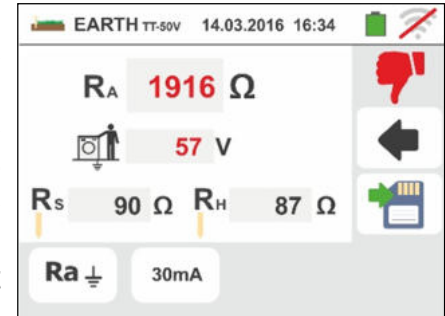 EARTH TT-50V 14.03.2016 16:34
RA 1916 Ω
57 V
RS 90 Ω RH 87 Ω
Ra 30mA